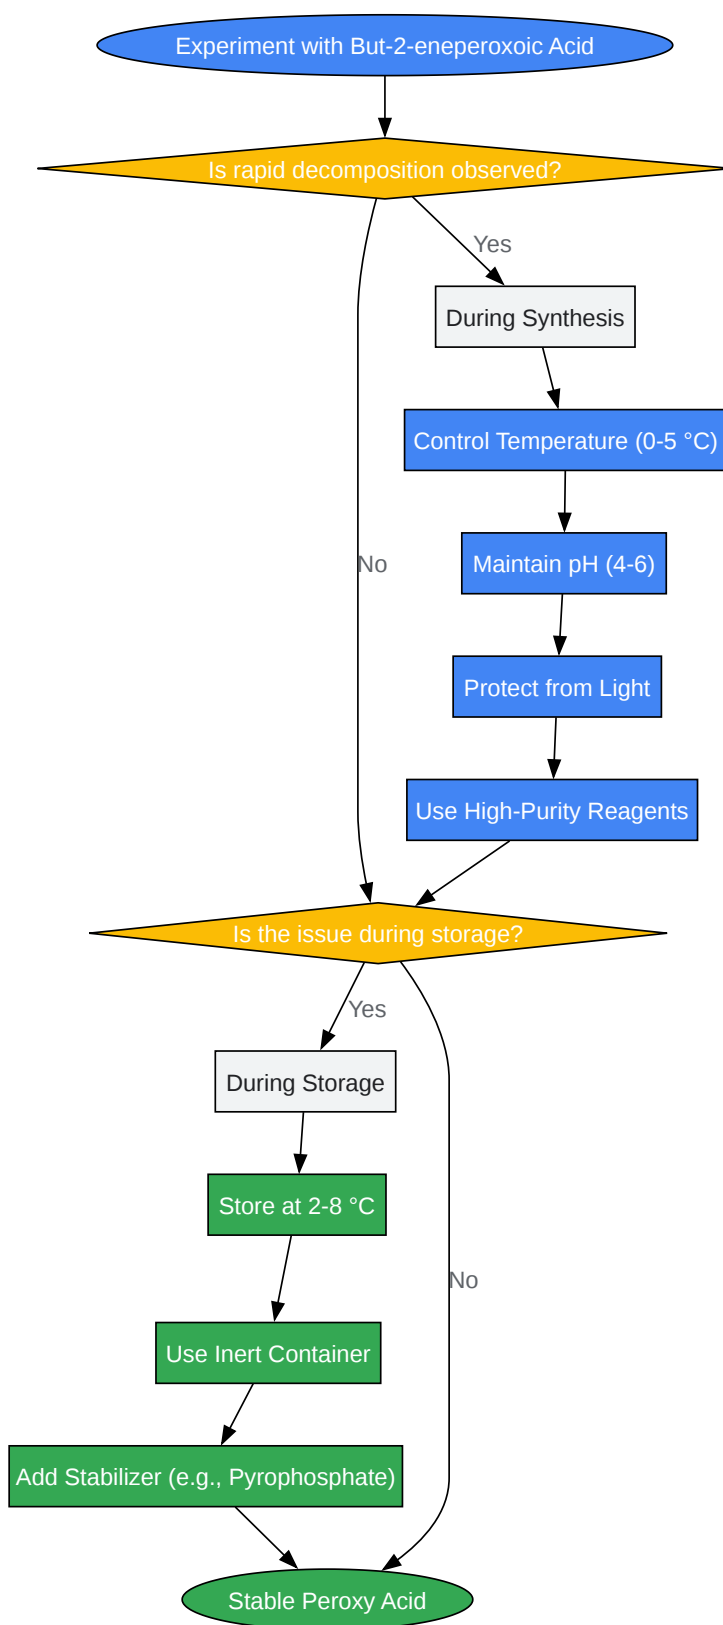 Experiment with But-2-eneperoxoic Acid
Is rapid decomposition observed?
Yes
During Synthesis
Control Temperature (0-5 °C)
Maintain pH (4-6)
No
Protect from Light
Use High-Purity Reagents
Is the issue during storage?
Yes
During Storage
Store at 2-8 °C
No
Use Inert Container
Add Stabilizer (e.g., Pyrophosphate)
Stable Peroxy Acid